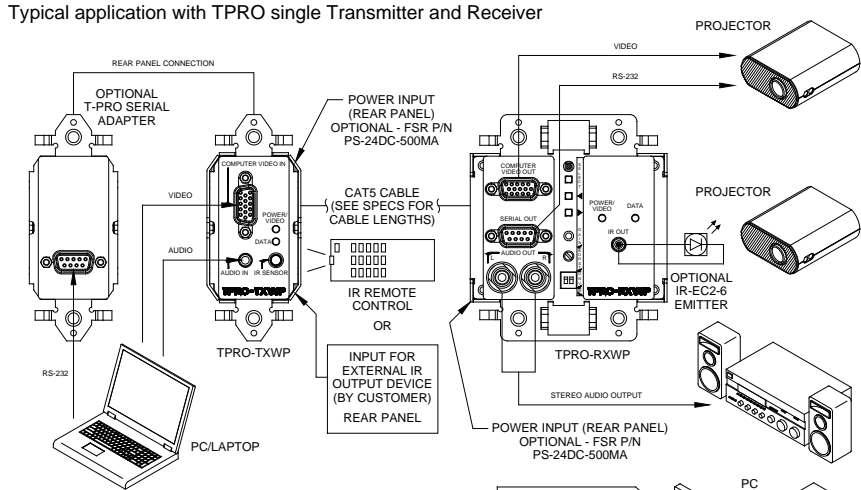 Typical application with TPRO single Transmitter and Receiver
REAR PANEL CONNECTION
OPTIONAL
T-PRO SERIAL
ADAPTER
POWER INPUT
(REAR PANEL)
OPTIONAL - FSR P/N
PS-24DC-500MA
COMPUTER VIDEO IN
POWER/
VIDEO
DATA
AUDIO IN
IR SENSOR
TPRO-TXWP
TPRO-TXWP
VIDEO
AUDIO
RS-232
PC/LAPTOP
CAT5 CABLE
(SEE SPECS FOR
CABLE LENGTHS)
IR REMOTE
CONTROL
OR
INPUT FOR
EXTERNAL IR
OUTPUT DEVICE
(BY CUSTOMER)
REAR PANEL
VIDEO
RS-232
PROJECTOR
COMPUTER
VIDEO OUT
SERIAL OUT
AUDIO OUT
L
R
POWER/
VIDEO
DATA
IR OUT
TPRO-RXWP
TPRO-RXWP
PROJECTOR
OPTIONAL
IR-EC2-6
EMITTER
STEREO AUDIO OUTPUT
POWER INPUT (REAR PANEL)
OPTIONAL - FSR P/N
PS-24DC-500MA
PC